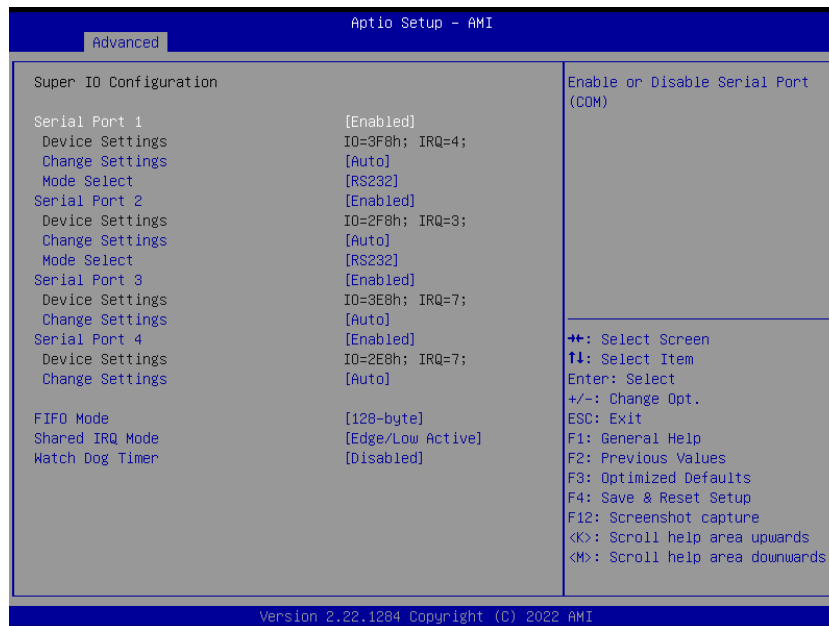 Aptio Setup – AMI
Advanced
Super IO Configuration
Serial Port 1 [Enabled]
Device Settings IO=3F8h; IRQ=4;
Change Settings [Auto]
Mode Select [RS232]
Serial Port 2 [Enabled]
Device Settings IO=2F8h; IRQ=3;
Change Settings [Auto]
Mode Select [RS232]
Serial Port 3 [Enabled]
Device Settings IO=3E8h; IRQ=7;
Change Settings [Auto]
Serial Port 4 [Enabled]
Device Settings IO=2E8h; IRQ=7;
Change Settings [Auto]
FIFO Mode [128-byte]
Shared IRQ Mode [Edge/Low Active]
Watch Dog Timer [Disabled]
Enable or Disable Serial Port
(COM)
→←: Select Screen
↑↓: Select Item
Enter: Select
+/-: Change Opt.
ESC: Exit
F1: General Help
F2: Previous Values
F3: Optimized Defaults
F4: Save & Reset Setup
F12: Screenshot capture
<K>: Scroll help area upwards
<M>: Scroll help area downwards
Version 2.22.1284 Copyright (C) 2022 AMI